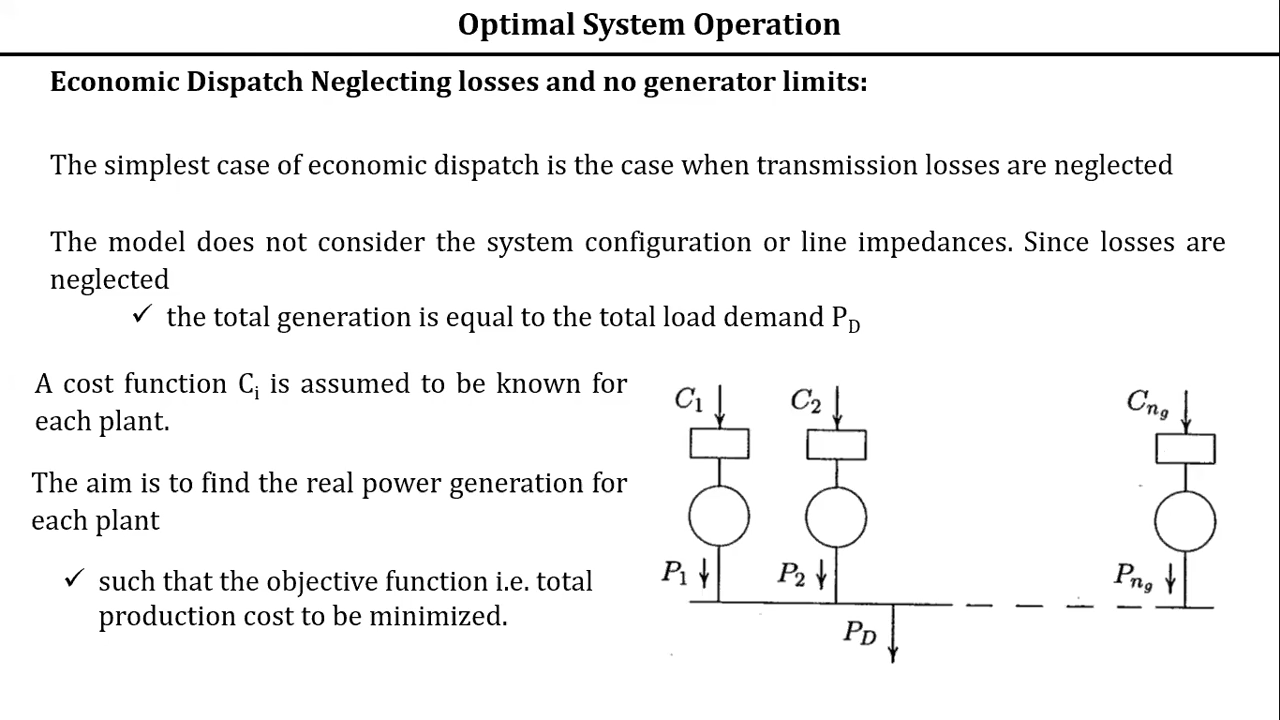 Optimal System Operation
Economic Dispatch Neglecting losses and no generator limits:
The simplest case of economic dispatch is the case when transmission losses are neglected
The model does not consider the system configuration or line impedances. Since losses are
neglected
✓ the total generation is equal to the total load demand P_D
A cost function C_i is assumed to be known for
each plant.
The aim is to find the real power generation for
each plant
✓ such that the objective function i.e. total
production cost to be minimized.
C_1 C_2 C_{n_g}
P_1 P_2 P_{n_g}
P_D